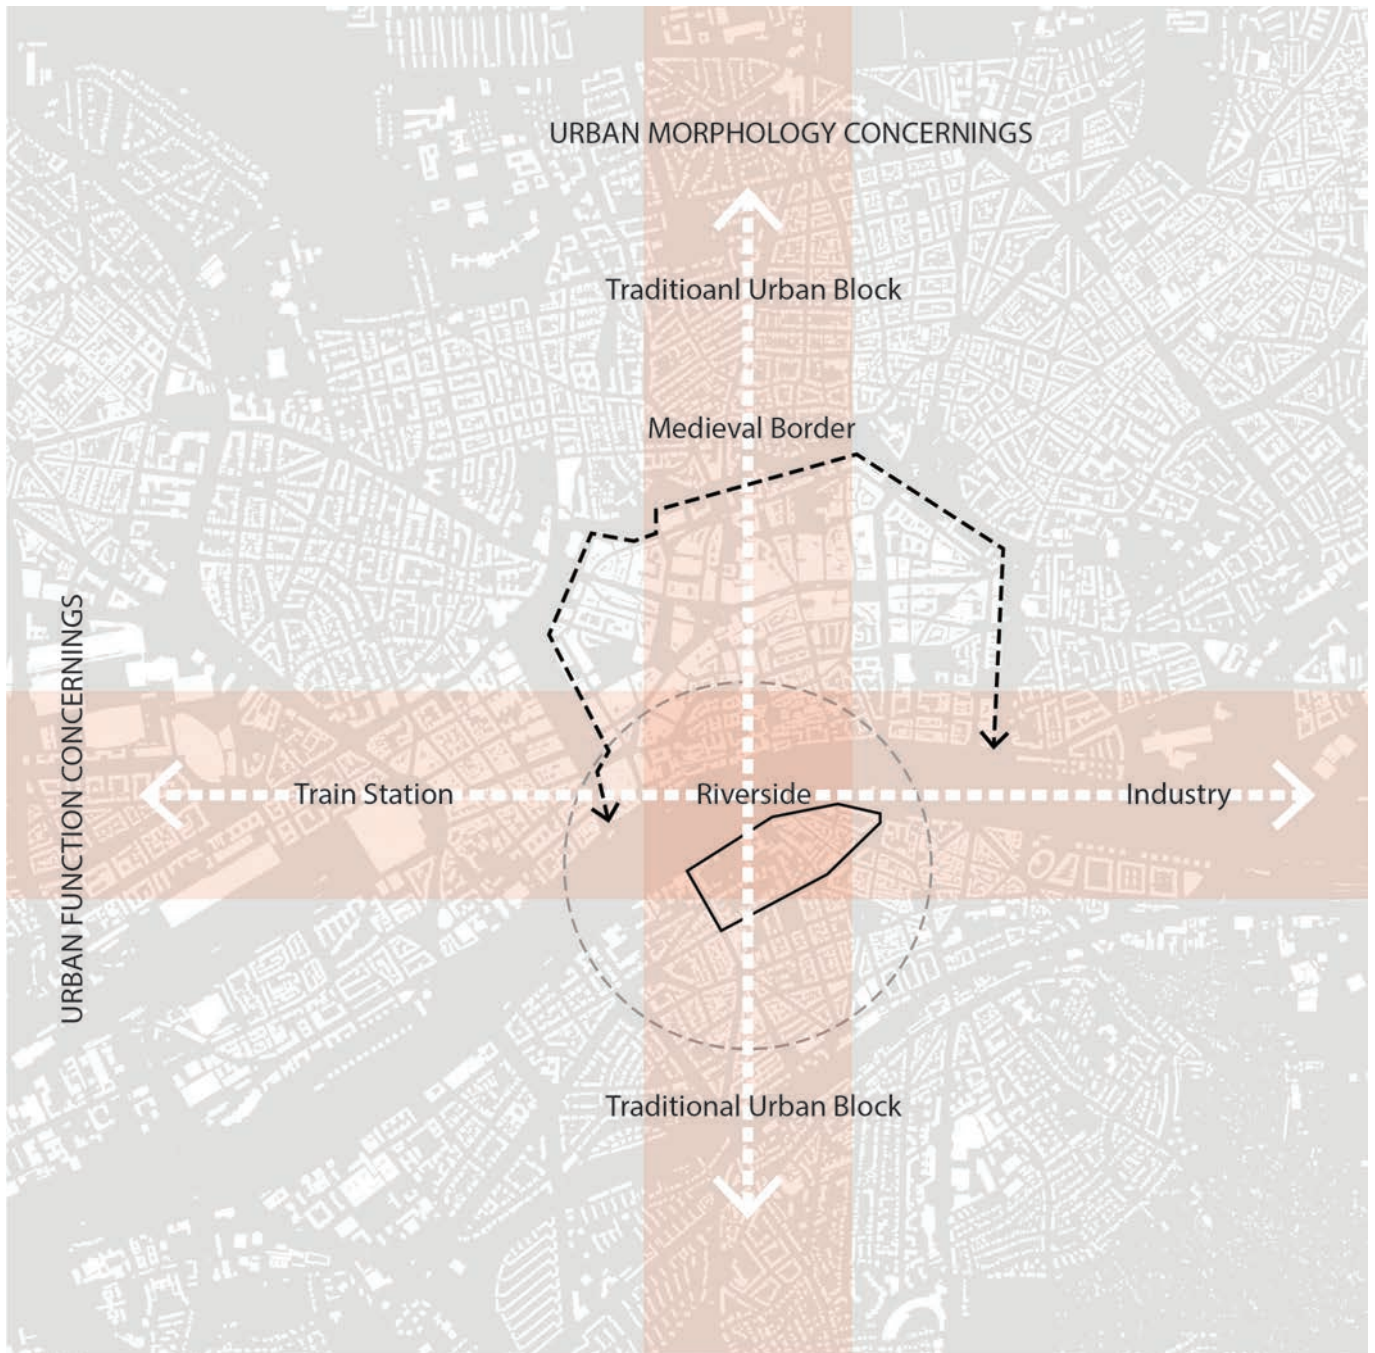 URBAN MORPHOLOGY CONCERNINGS
Traditioanl Urban Block
Medieval Border
URBAN FUNCTION CONCERNINGS
Train Station
Riverside
Industry
Traditional Urban Block